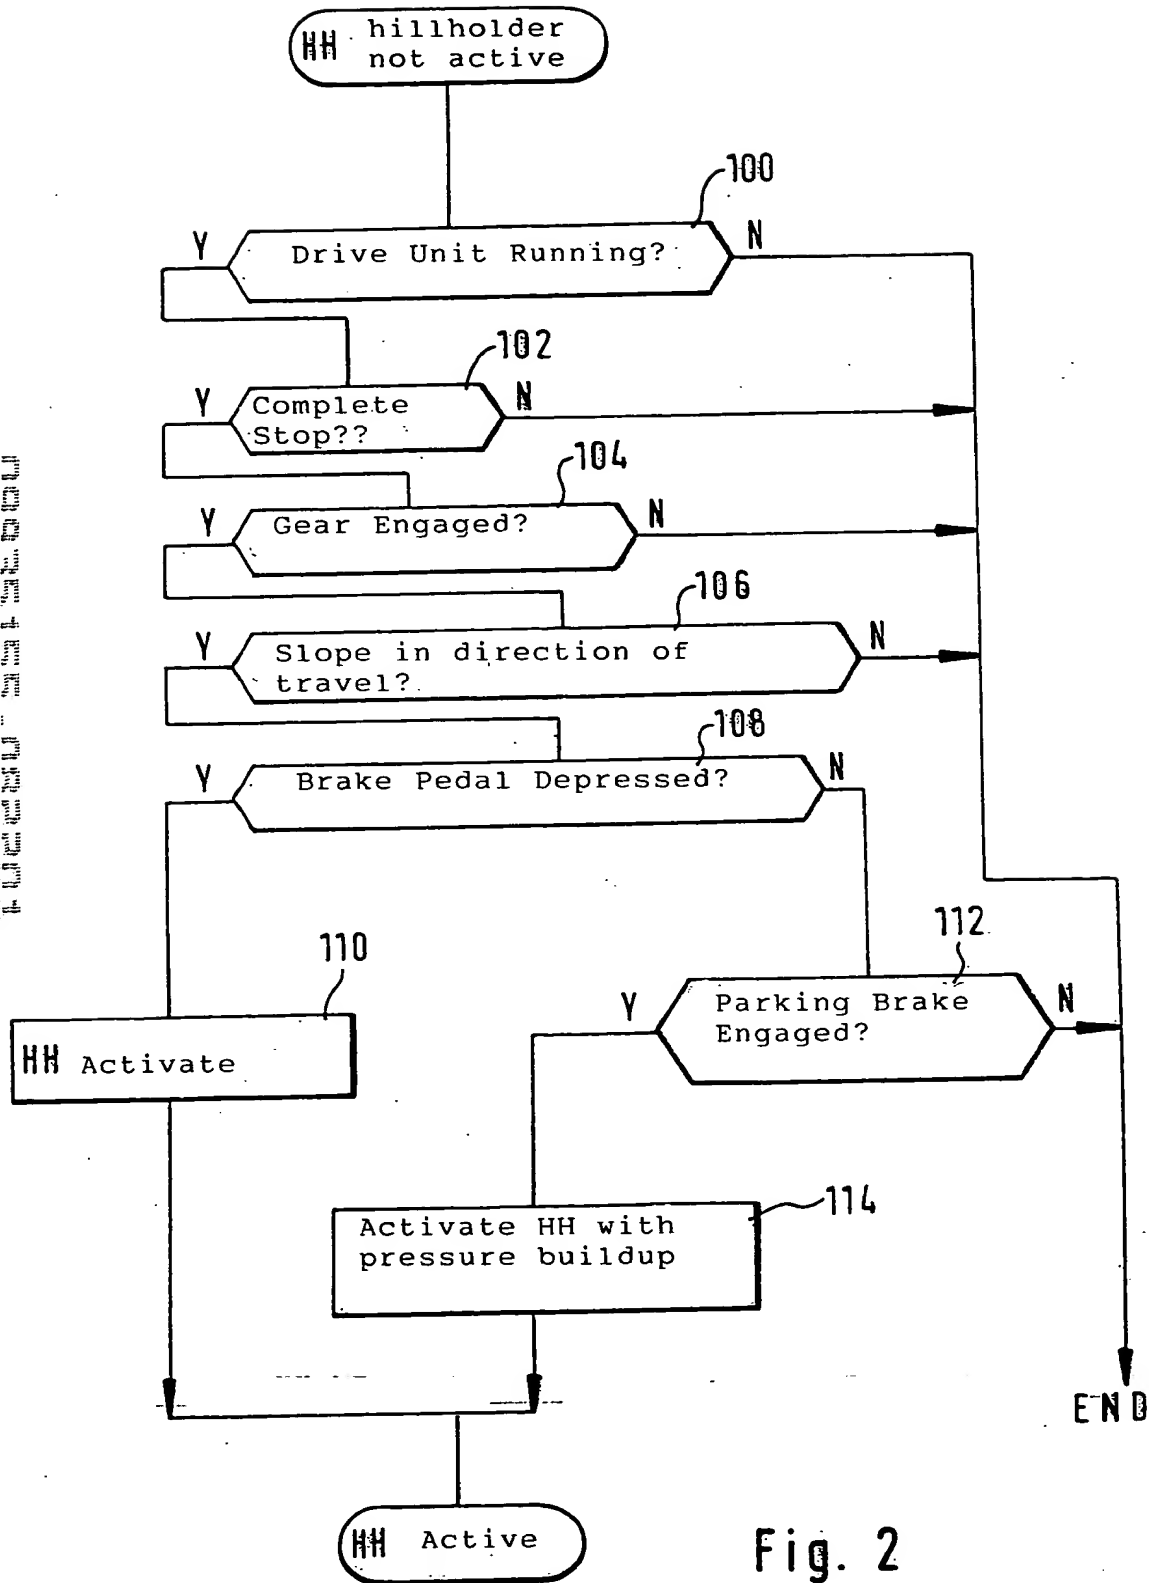 HH hillholder
not active
100
Y
Drive Unit Running?
N
102
Y
Complete
Stop??
N
104
Y
Gear Engaged?
N
106
Y
Slope in direction of
travel?
N
108
Y
Brake Pedal Depressed?
N
110
HH Activate
112
Y
Parking Brake
Engaged?
N
114
Activate HH with
pressure buildup
END
HH Active
Fig. 2